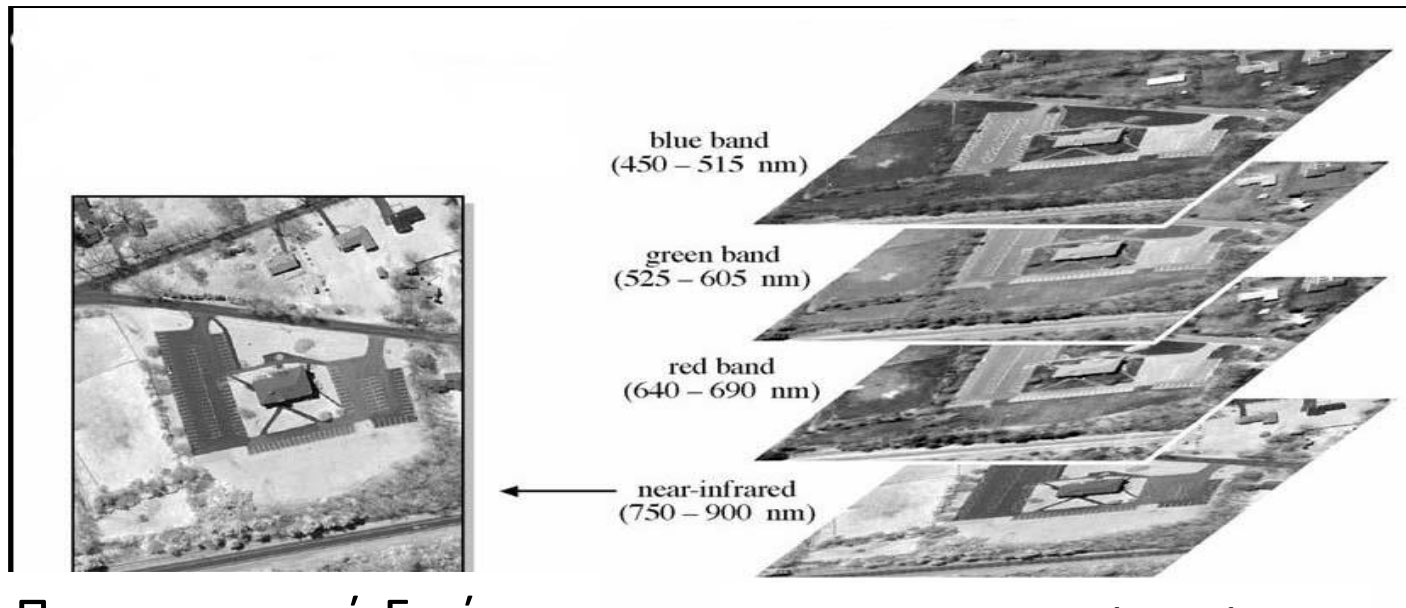 blue band
(450 – 515 nm)
green band
(525 – 605 nm)
red band
(640 – 690 nm)
near-infrared
(750 – 900 nm)